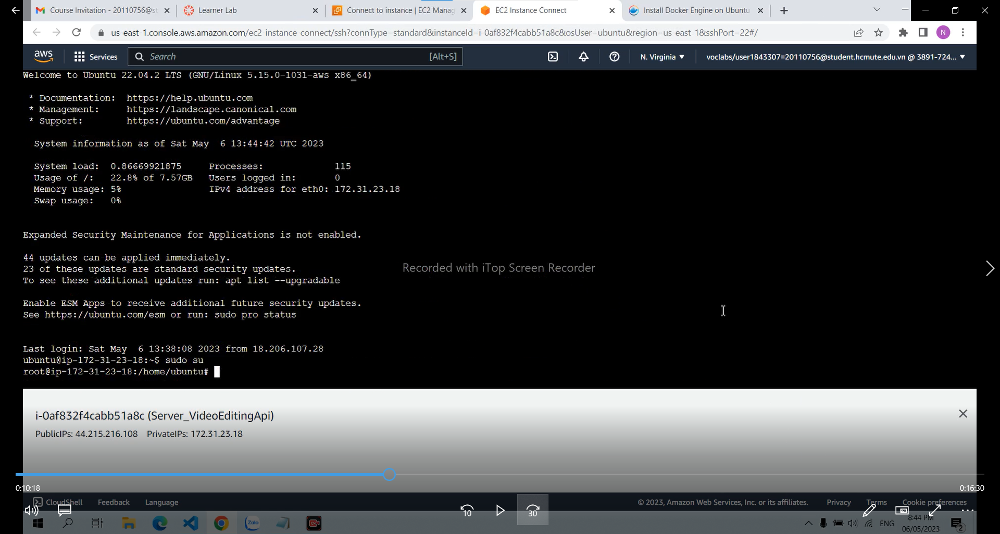 Course Invitation - 20110756@st
Learner Lab
Connect to instance | EC2 Manag
EC2 Instance Connect
Install Docker Engine on Ubuntu
us-east-1.console.aws.amazon.com/ec2-instance-connect/ssh?connType=standard&instanceId=i-0af832f4cabb51a8c&osUser=ubuntu&region=us-east-1&sshPort=22#/
N
aws
Services
Search
[Alt+S]
N. Virginia
voclabs/user1843307=20110756@student.hcmute.edu.vn @ 3891-724...
Welcome to Ubuntu 22.04.2 LTS (GNU/Linux 5.15.0-1031-aws x86_64)
* Documentation: https://help.ubuntu.com
* Management: https://landscape.canonical.com
* Support: https://ubuntu.com/advantage
System information as of Sat May 6 13:44:42 UTC 2023
System load: 0.86669921875 Processes: 115
Usage of /: 22.8% of 7.57GB Users logged in: 0
Memory usage: 5% IPv4 address for eth0: 172.31.23.18
Swap usage: 0%
Expanded Security Maintenance for Applications is not enabled.
44 updates can be applied immediately.
23 of these updates are standard security updates.
To see these additional updates run: apt list --upgradable
Recorded with iTop Screen Recorder
Enable ESM Apps to receive additional future security updates.
See https://ubuntu.com/esm or run: sudo pro status
Last login: Sat May 6 13:38:08 2023 from 18.206.107.28
ubuntu@ip-172-31-23-18:~$ sudo su
root@ip-172-31-23-18:/home/ubuntu#
i-0af832f4cabb51a8c (Server_VideoEditingApi)
PublicIPs: 44.215.216.108 PrivateIPs: 172.31.23.18
0:10:18
0:16:30
CloudShell
Feedback
Language
© 2023, Amazon Web Services, Inc. or its affiliates.
Privacy
Terms
Cookie preferences
10
30
Zalo
ENG
8:44 PM
06/05/2023
2